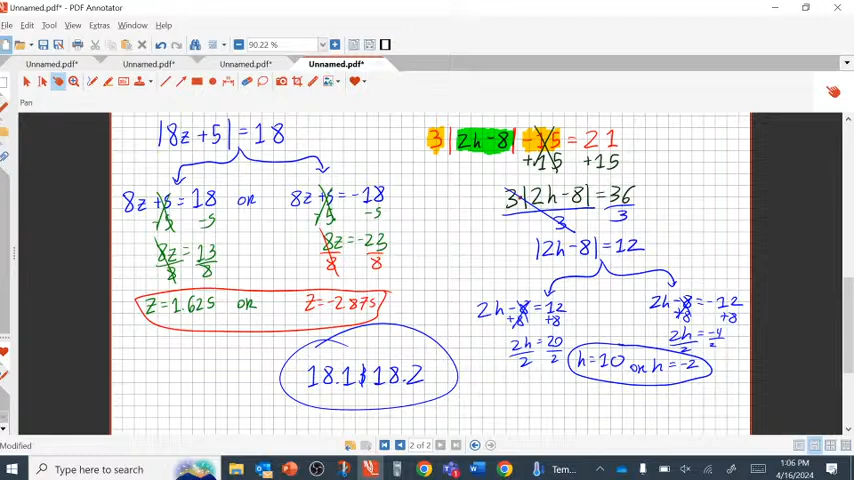 Unnamed.pdf* - PDF Annotator
File Edit Tool View Extras Window Help
90.22 %
Unnamed.pdf* Unnamed.pdf* Unnamed.pdf* Unnamed.pdf*
Pan
|8z+5|=18
8z+5=18 or 8z+5=-18
-5 -5 -5 -5
8z=13 8z=-23
8 8 8 8
z=1.625 or z=-2.875
18.1 & 18.2
3|2h-8|-15=21
+15 +15
3|2h-8|=36
3 3
|2h-8|=12
2h-8=12 2h-8=-12
+8 +8 +8 +8
2h=20 2h=-4
2 2 2 2
h=10 or h=-2
Modified
2 of 2
Type here to search
Tem...
1:06 PM
4/16/2024